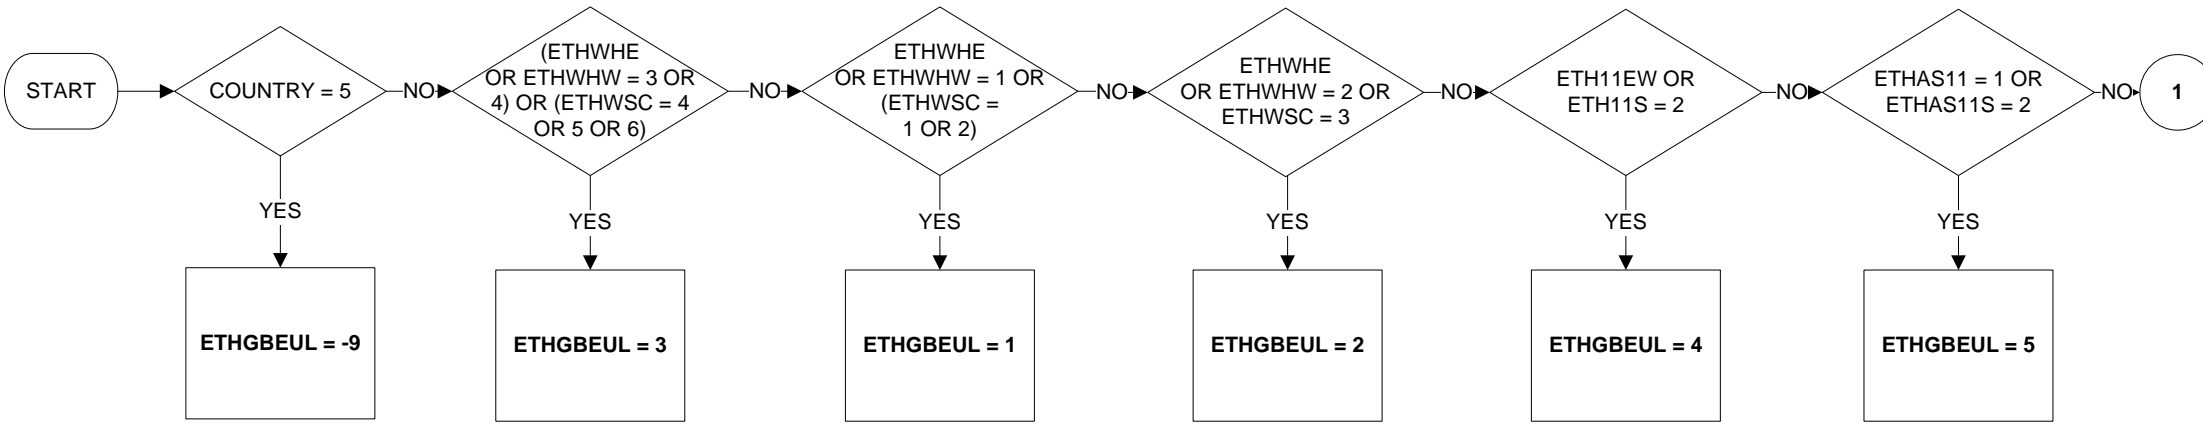 START
COUNTRY = 5
NO
(ETHWHE
OR ETHWHW = 3 OR
4) OR (ETHWSC = 4
OR 5 OR 6)
NO
ETHWHE
OR ETHWHW = 1 OR
(ETHWSC =
1 OR 2)
NO
ETHWHE
OR ETHWHW = 2 OR
ETHWSC = 3
NO
ETH11EW OR
ETH11S = 2
NO
ETHAS11 = 1 OR
ETHAS11S = 2
NO
1
YES
YES
YES
YES
YES
YES
ETHGBEUL = -9
ETHGBEUL = 3
ETHGBEUL = 1
ETHGBEUL = 2
ETHGBEUL = 4
ETHGBEUL = 5